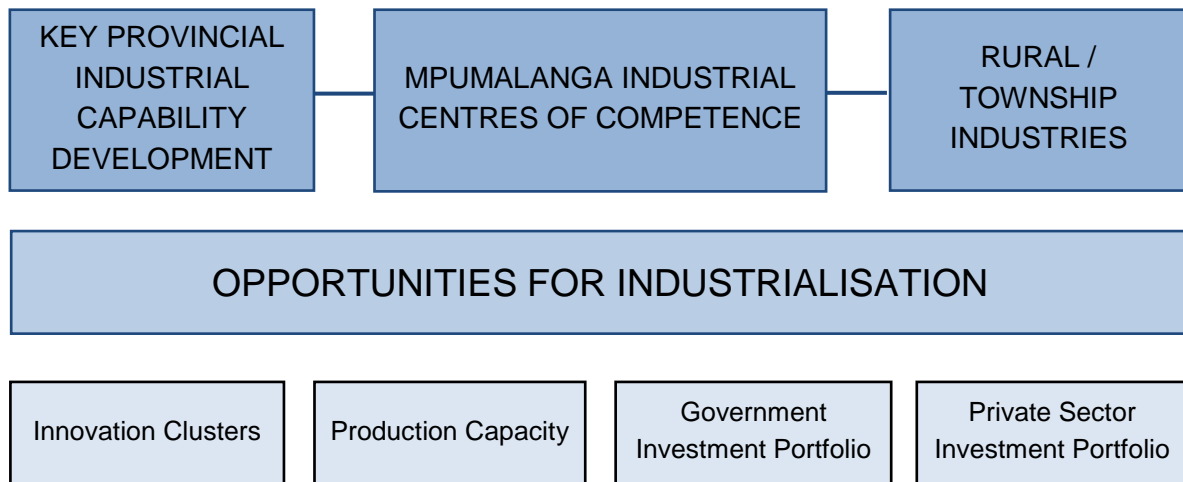 KEY PROVINCIAL
INDUSTRIAL
CAPABILITY
DEVELOPMENT
MPUMALANGA INDUSTRIAL
CENTRES OF COMPETENCE
RURAL /
TOWNSHIP
INDUSTRIES
OPPORTUNITIES FOR INDUSTRIALISATION
Innovation Clusters
Production Capacity
Government
Investment Portfolio
Private Sector
Investment Portfolio